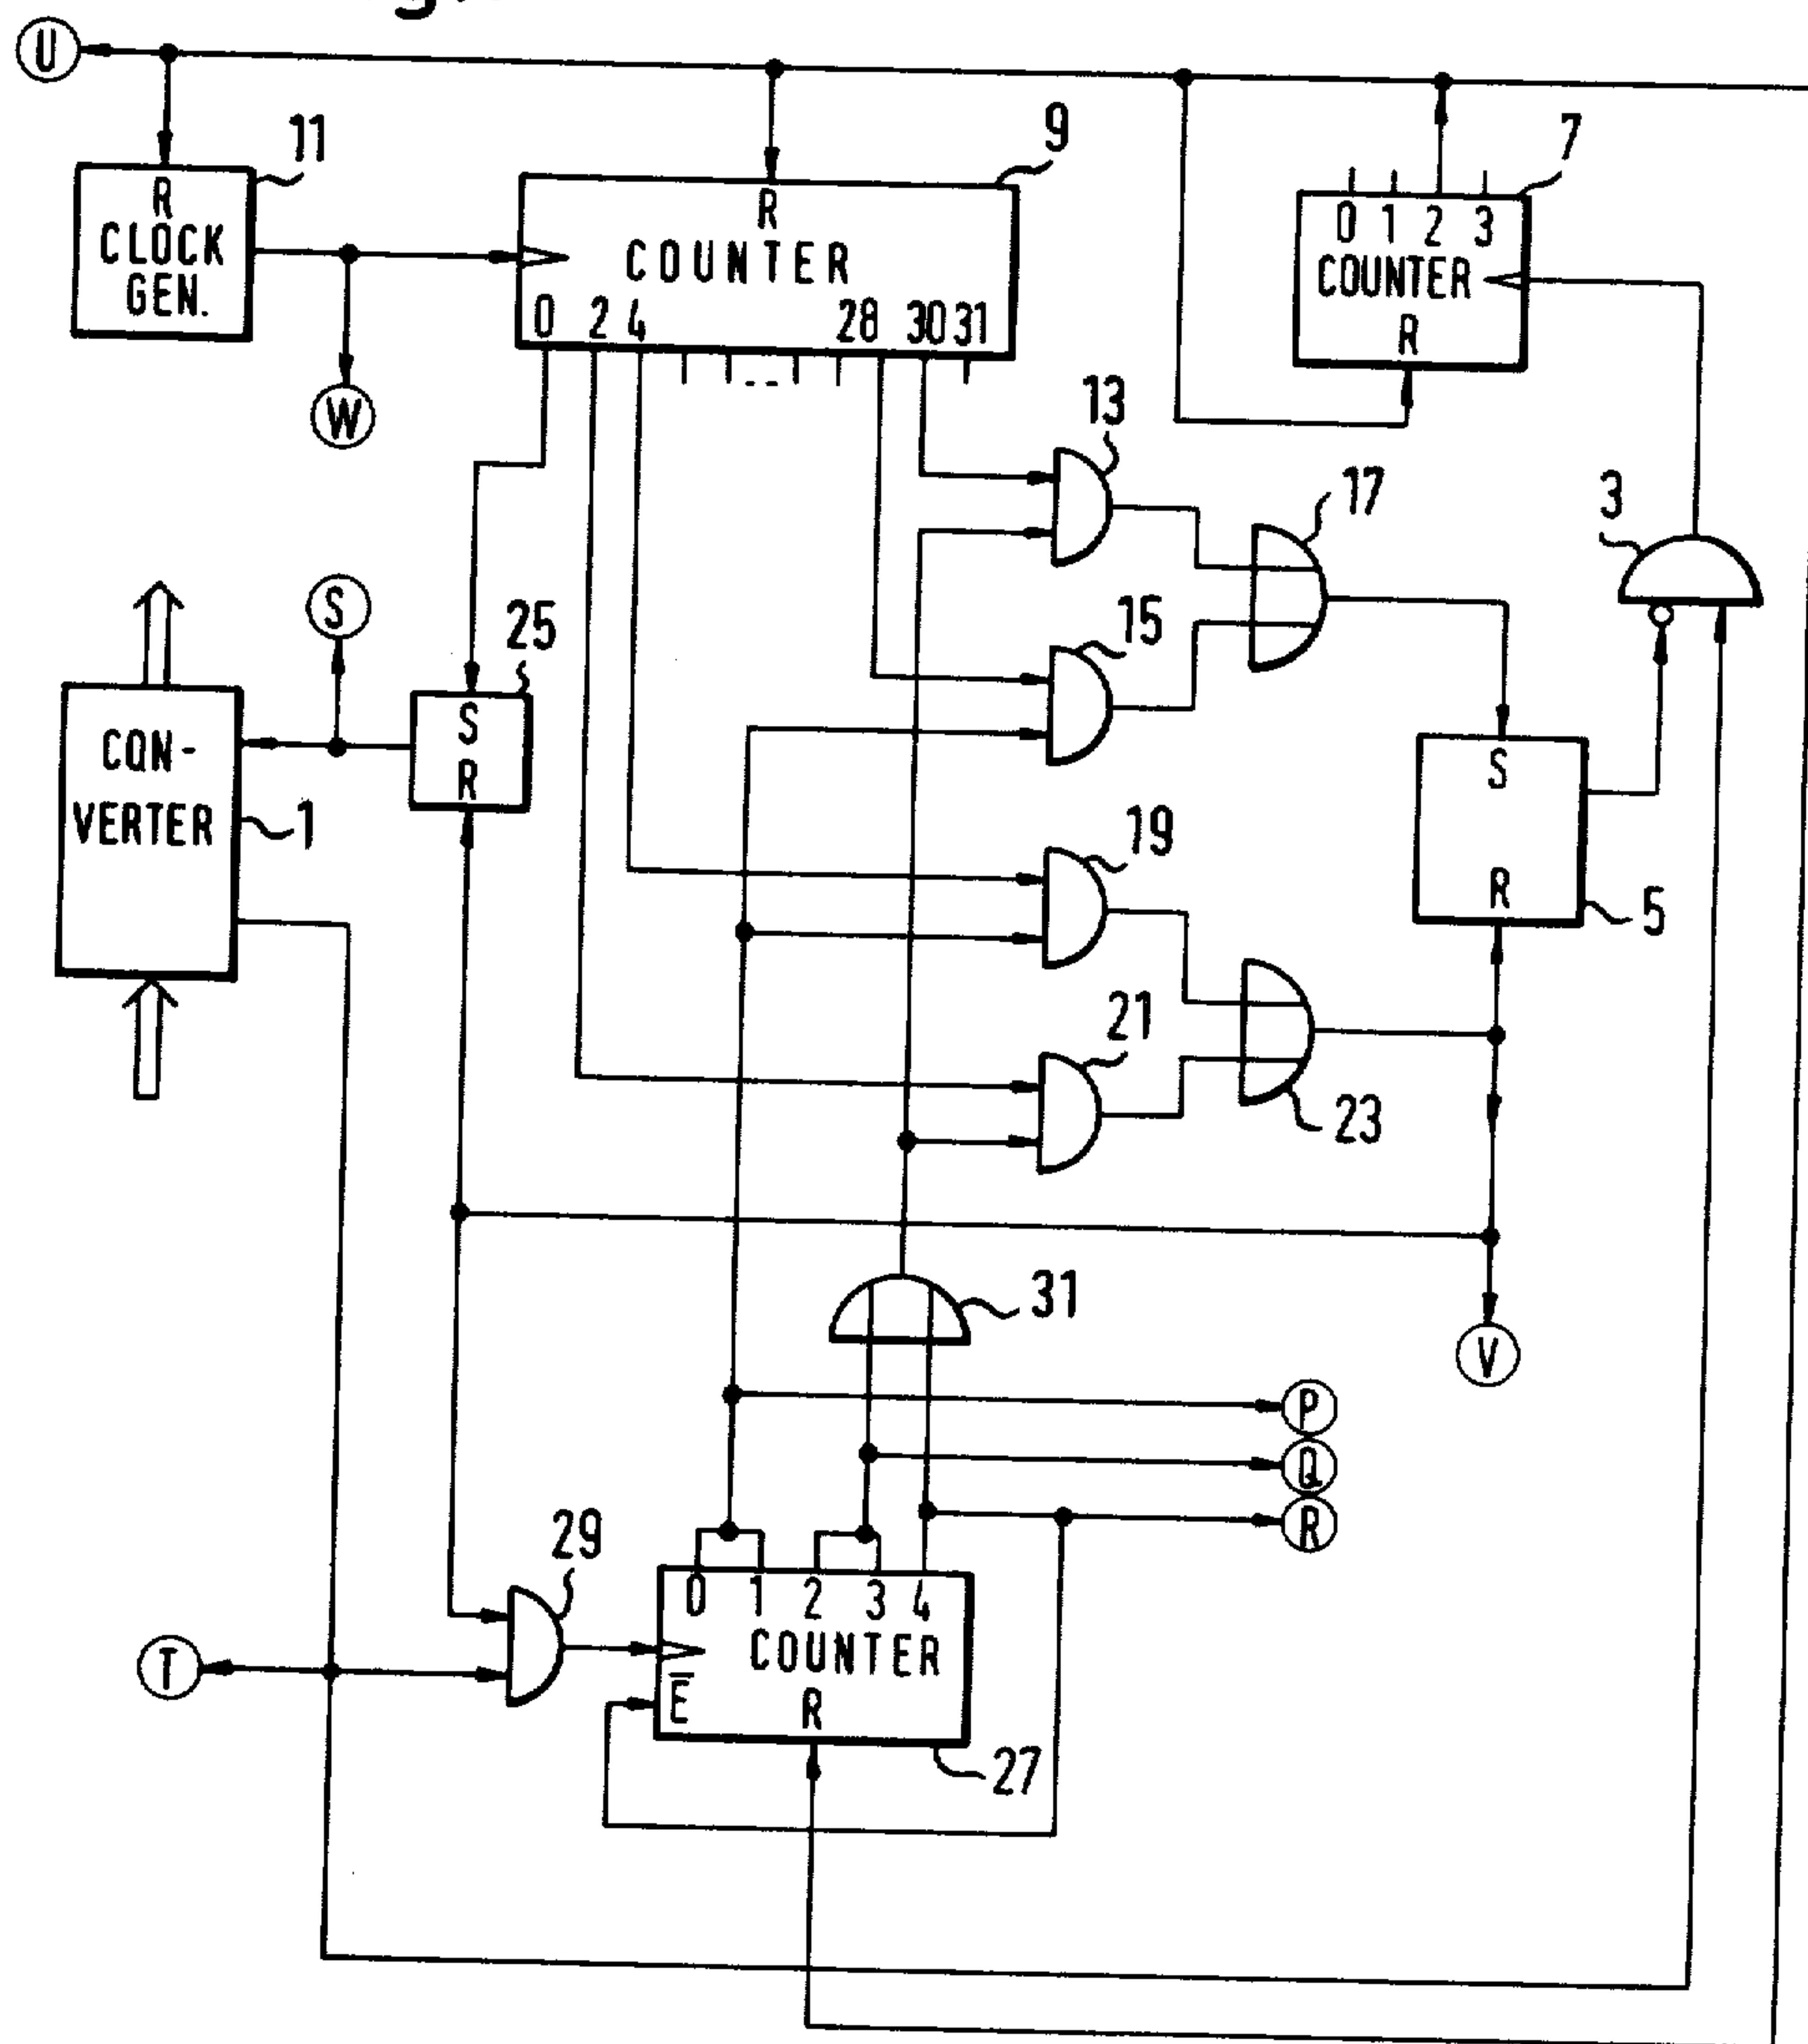 U
11
9
7
R
CLOCK
GEN.
R
COUNTER
0 2 4 28 30 31
0 1 2 3
COUNTER
R
W
13
17
3
S
25
15
S
R
CON-
VERTER
1
19
S
R
5
21
23
31
V
P
Q
R
29
0 1 2 3 4
COUNTER
E̅
R
T
27